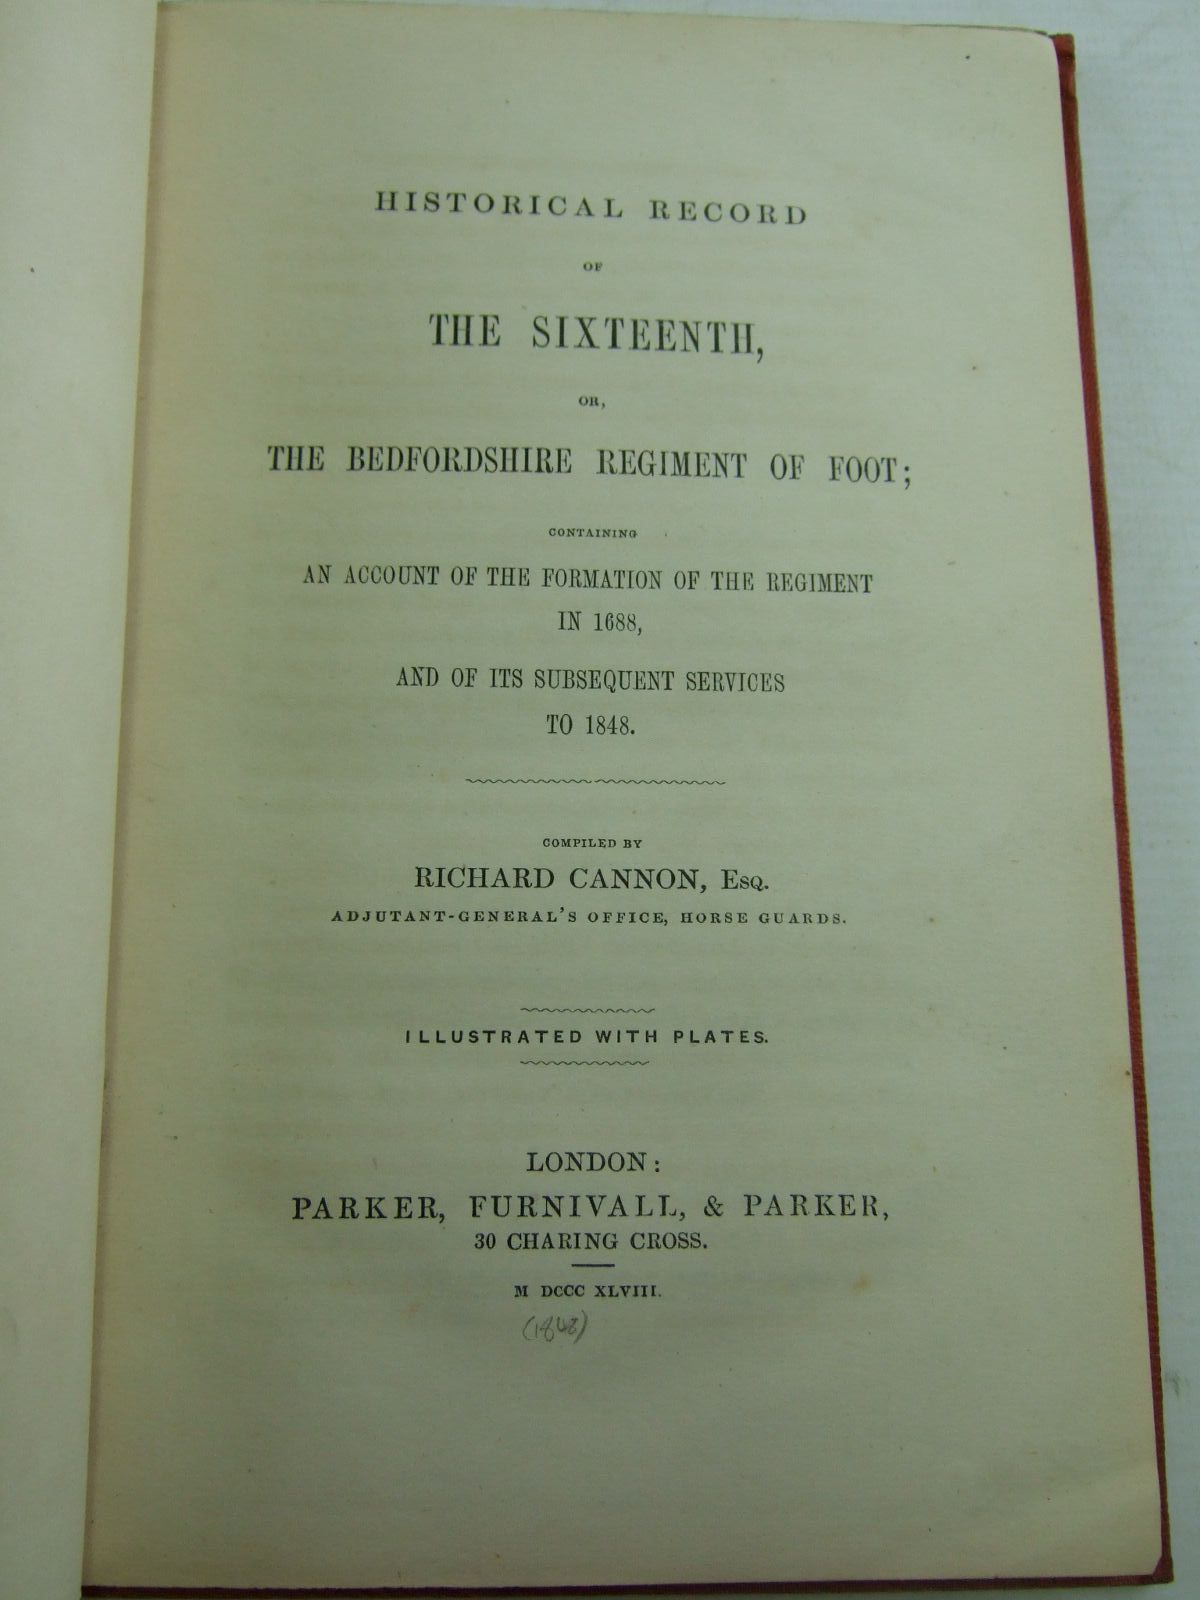 HISTORICAL RECORD
OF
THE SIXTEENTH,
OR,
THE BEDFORDSHIRE REGIMENT OF FOOT;
CONTAINING
AN ACCOUNT OF THE FORMATION OF THE REGIMENT
IN 1688,
AND OF ITS SUBSEQUENT SERVICES
TO 1848.
COMPILED BY
RICHARD CANNON, ESQ.
ADJUTANT-GENERAL'S OFFICE, HORSE GUARDS.
ILLUSTRATED WITH PLATES.
LONDON:
PARKER, FURNIVALL, & PARKER,
30 CHARING CROSS.
M DCCC XLVIII.
(1848)